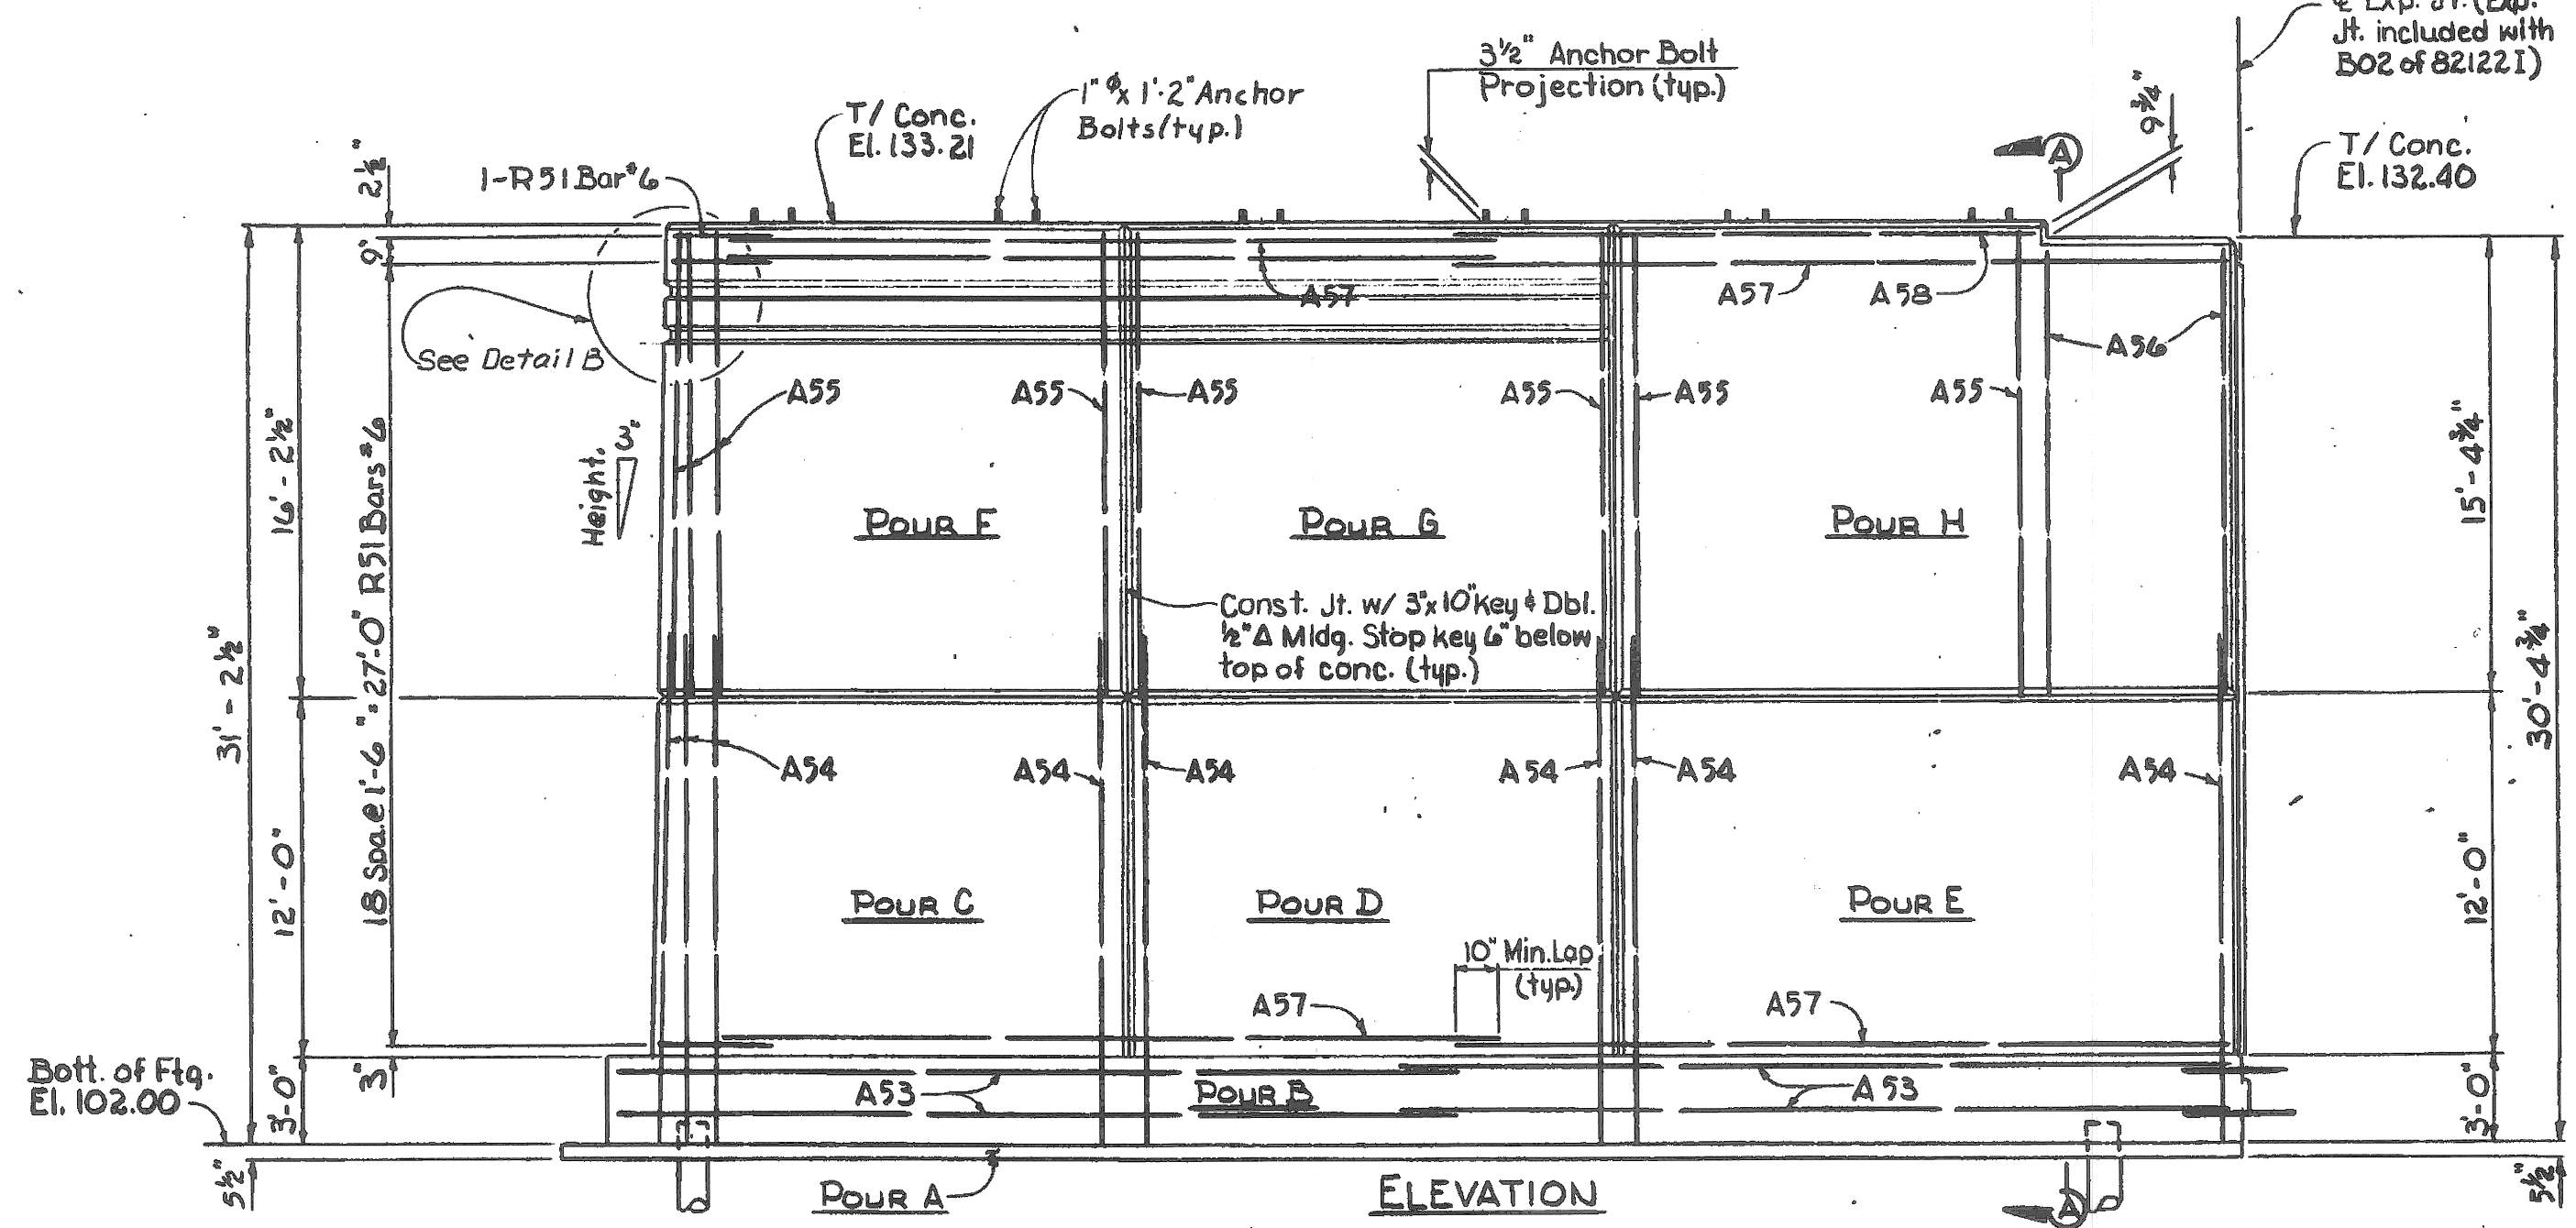 Jt. included with
B02 of 82122I)
3½" Anchor Bolt
Projection (typ.)
1"ϕ x 1'-2" Anchor
Bolts (typ.)
T/ Conc.
El. 133.21
9¾"
T/ Conc.
El. 132.40
A
2½"
1-R51 Bar #6
9"
A57
A57
A58
A56
See Detail B
A55
A55
A55
A55
A55
A55
Height.
3.
16'-2½"
18 Spa. @ 1'-6" = 27'-0" R51 Bars #6
15'-4¾"
POUR F
POUR G
POUR H
Const. Jt. w/ 3"x10" Key & Dbl.
½" Δ Mldg. Stop key 6" below
top of conc. (typ.)
31'-2½"
30'-4¾"
A54
A54
A54
A54
A54
A54
12'-0"
12'-0"
POUR C
POUR D
POUR E
10" Min. Lap
(typ.)
A57
A57
Bott. of Ftg.
El. 102.00
3'-0"
3"
A53
POUR B
A53
3'-0"
5½"
POUR A
ELEVATION
A
5½"